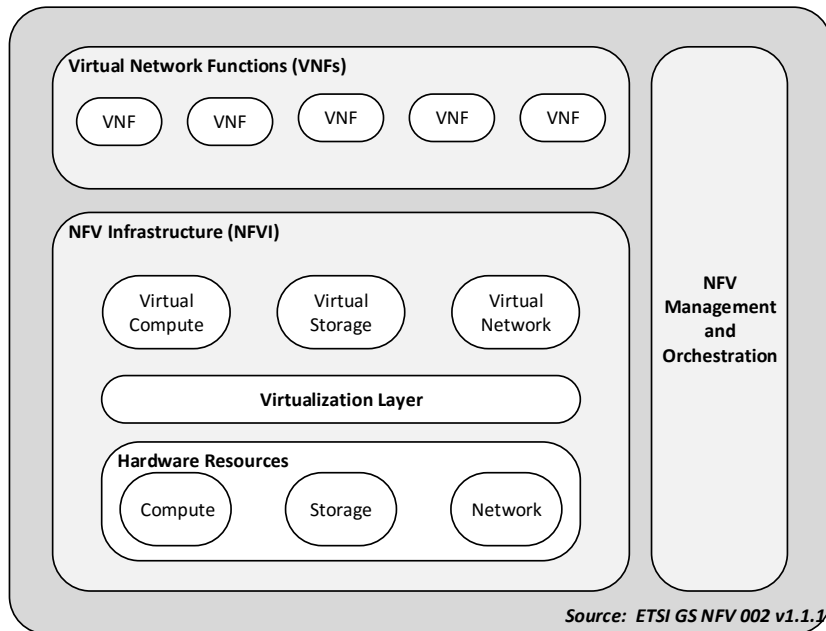 Virtual Network Functions (VNFs)
VNF VNF VNF VNF VNF
NFV Infrastructure (NFVI)
Virtual Compute
Virtual Storage
Virtual Network
NFV
Management
and
Orchestration
Virtualization Layer
Hardware Resources
Compute Storage Network
Source: ETSI GS NFV 002 v1.1.1